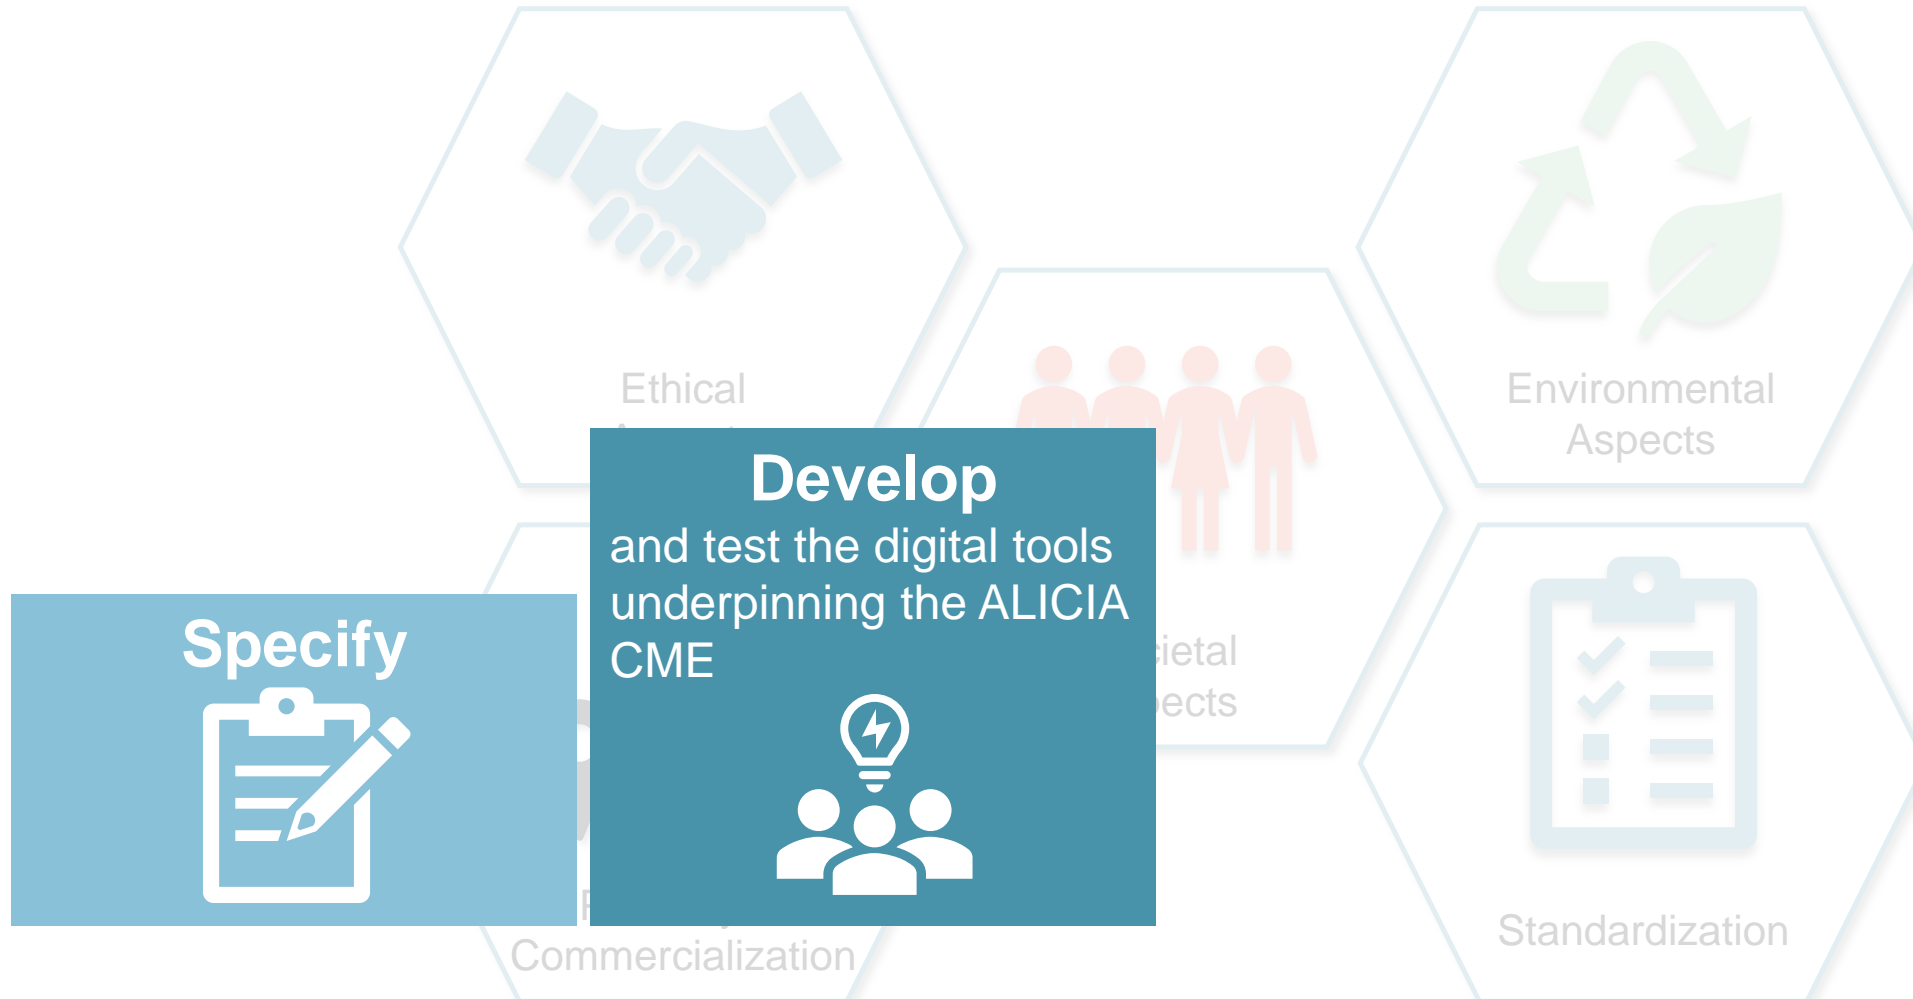 Ethical
Environmental
Aspects
Develop
and test the digital tools
underpinning the ALICIA
CME
Specify
Standardization
Commercialization